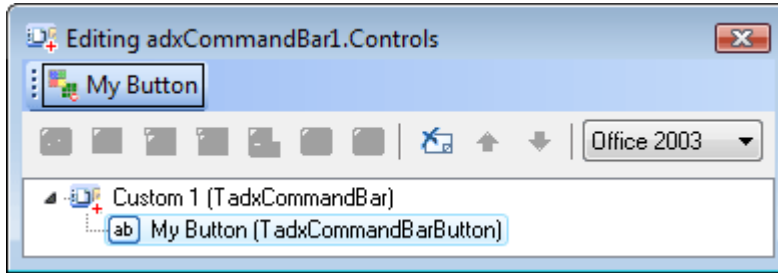 Editing adxCommandBar1.Controls
My Button
Office 2003
Custom 1 (TadxCommandBar)
ab My Button (TadxCommandBarButton)